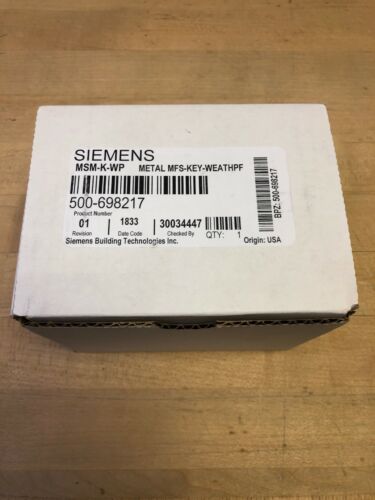 SIEMENS
MSM-K-WP METAL MFS-KEY-WEATHPF
500-698217
Product Number
01 1833 30034447 QTY: 1
Revision Date Code Checked By
Siemens Building Technologies Inc. Origin: USA
BPZ: 500-698217